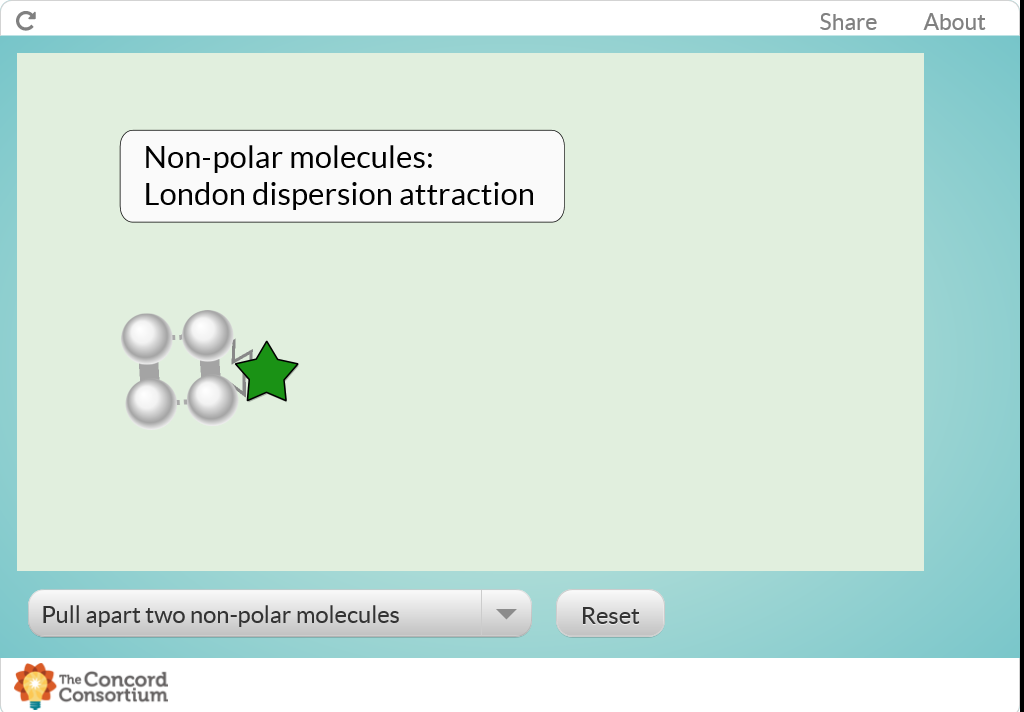 Share About
Non-polar molecules:
London dispersion attraction
Pull apart two non-polar molecules
Reset
The Concord
Consortium